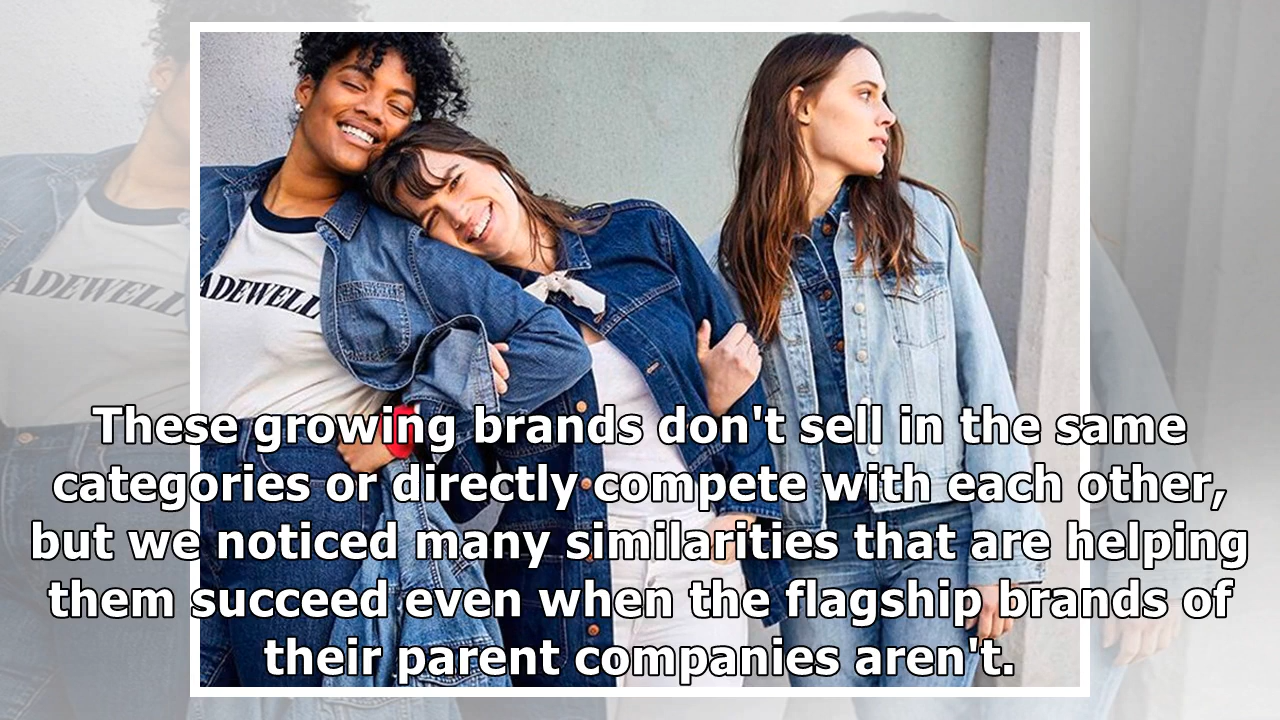 ADEWELL
ADEWELL
These growing brands don't sell in the same
categories or directly compete with each other,
but we noticed many similarities that are helping
them succeed even when the flagship brands of
their parent companies aren't.